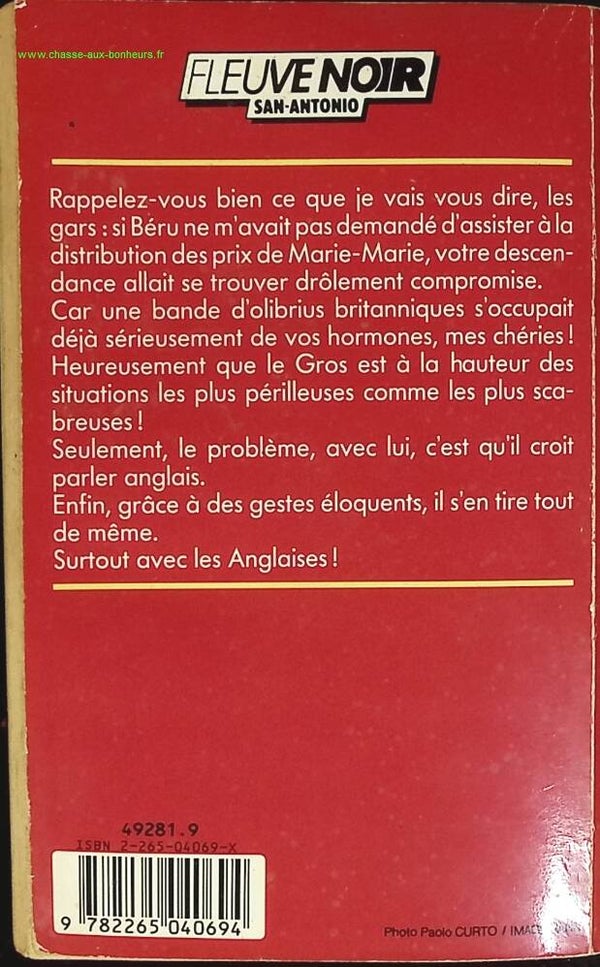 www.chasse-aux-bonheurs.fr
FLEUVE NOIR
SAN-ANTONIO
Rappelez-vous bien ce que je vais vous dire, les
gars : si Béru ne m'avait pas demandé d'assister à la
distribution des prix de Marie-Marie, votre descen-
dance allait se trouver drôlement compromise.
Car une bande d'olibrius britanniques s'occupait
déjà sérieusement de vos hormones, mes chéries !
Heureusement que le Gros est à la hauteur des
situations les plus périlleuses comme les plus sca-
breuses !
Seulement, le problème, avec lui, c'est qu'il croit
parler anglais.
Enfin, grâce à des gestes éloquents, il s'en tire tout
de même.
Surtout avec les Anglaises !
49281.9
ISBN 2-265-04069-X
9 782265 040694
Photo Paolo CURTO /